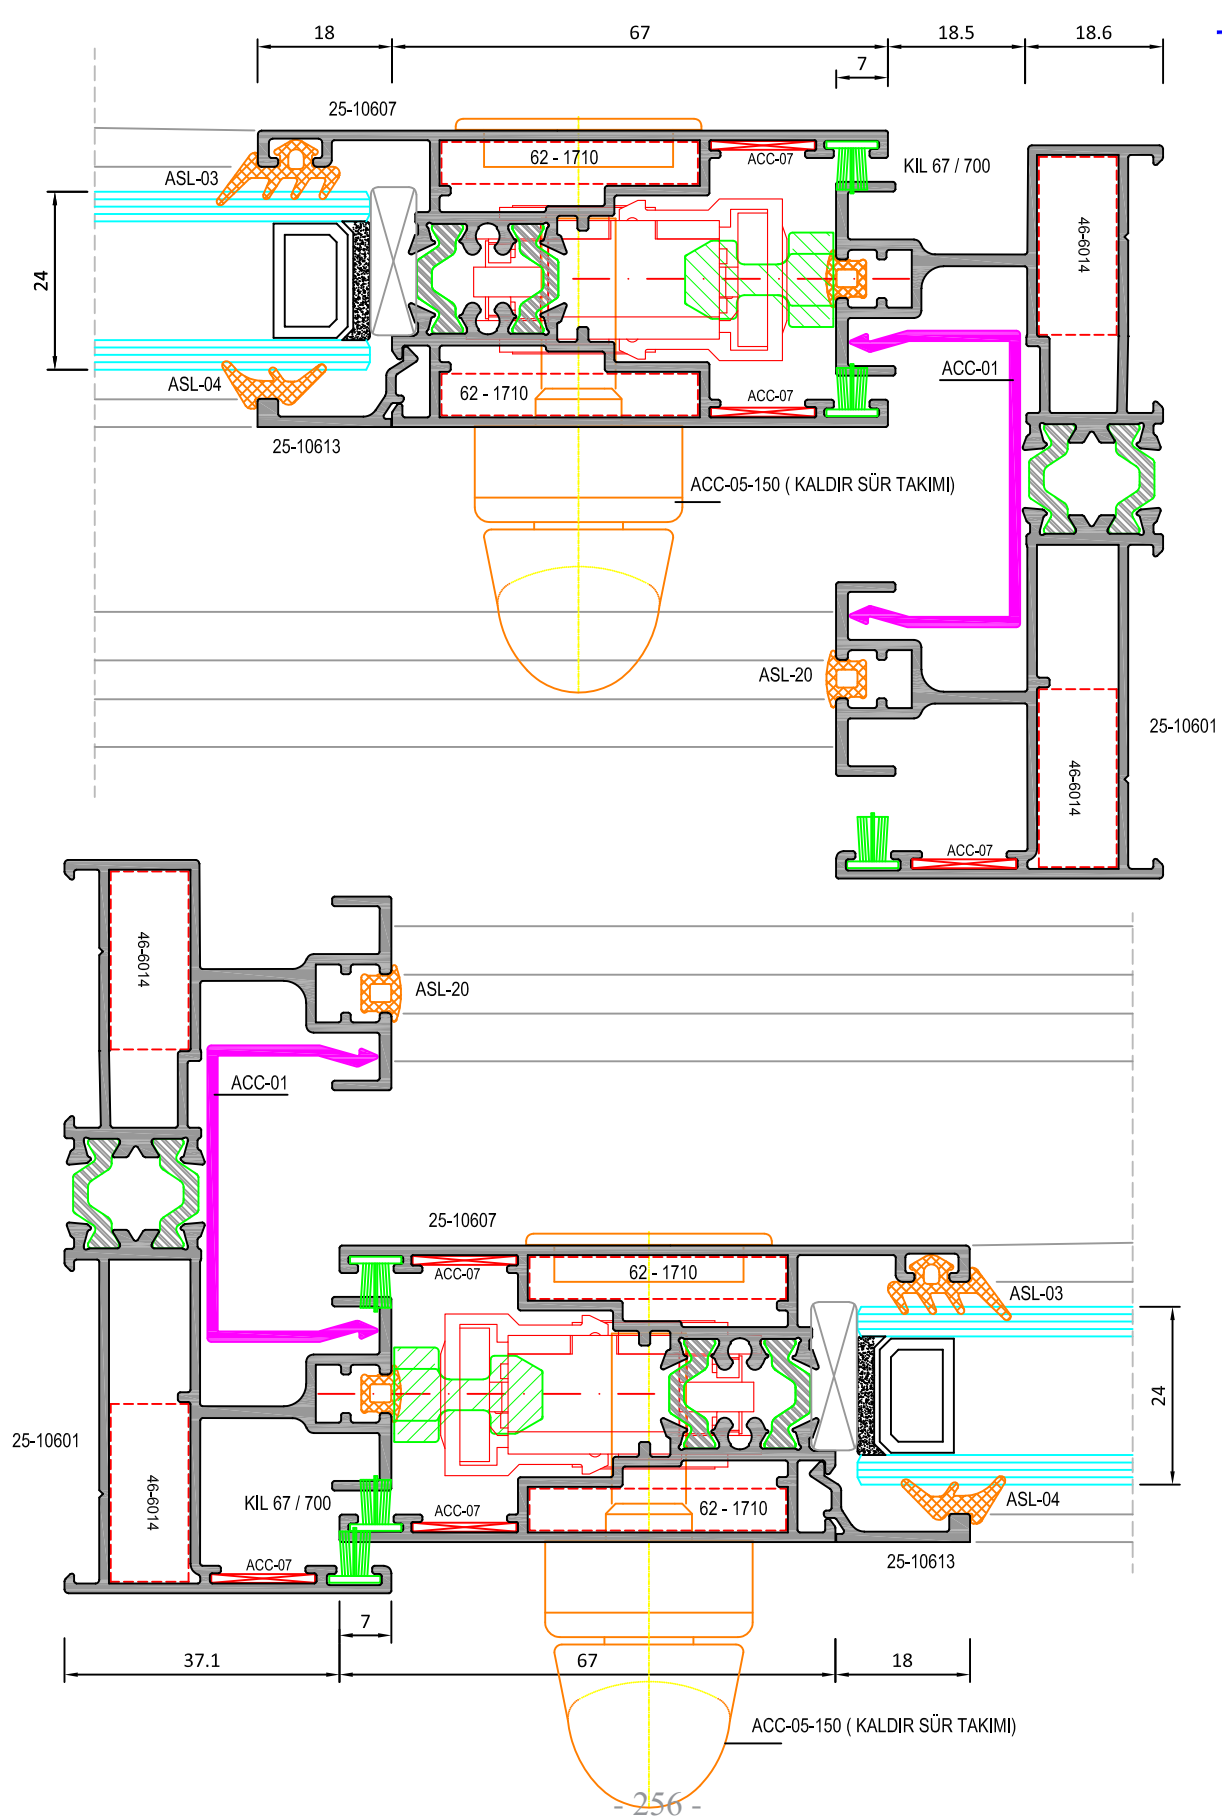 18
67
18.5
18.6
7
25-10607
62 - 1710
ACC-07
KIL 67 / 700
ASL-03
46-6014
24
ACC-01
ASL-04
62 - 1710
ACC-07
25-10613
ACC-05-150 ( KALDIR SÜR TAKIMI)
ASL-20
25-10601
46-6014
ACC-07
46-6014
ASL-20
ACC-01
25-10607
ACC-07
62 - 1710
ASL-03
24
25-10601
46-6014
KIL 67 / 700
ACC-07
62 - 1710
ASL-04
ACC-07
25-10613
7
37.1
67
18
ACC-05-150 ( KALDIR SÜR TAKIMI)
- 256 -